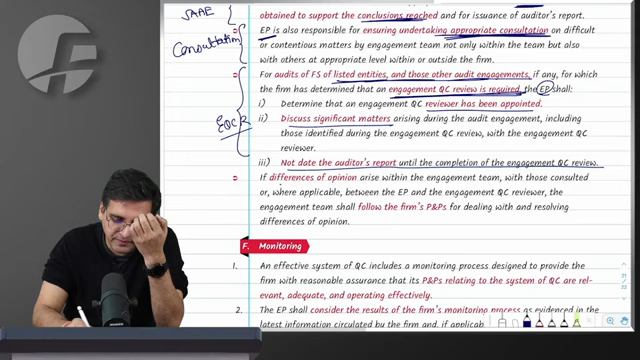 SAAE
obtained to support the conclusions reached and for issuance of auditor's report.
EP is also responsible for ensuring undertaking appropriate consultation on difficult
Consultation
or contentious matters by engagement team not only within the team but also
with others at appropriate level within or outside the firm.
For audits of FS of listed entities, and those other audit engagements, if any, for which
the firm has determined that an engagement QC review is required, the EP shall:
i) Determine that an engagement QC reviewer has been appointed.
EQCR
ii) Discuss significant matters arising during the audit engagement, including
those identified during the engagement QC review, with the engagement QC
reviewer.
iii) Not date the auditor's report until the completion of the engagement QC review.
If differences of opinion arise within the engagement team, with those consulted
or, where applicable, between the EP and the engagement QC reviewer, the
engagement team shall follow the firm's P&Ps for dealing with and resolving
differences of opinion.
F. Monitoring
1. An effective system of QC includes a monitoring process designed to provide the
firm with reasonable assurance that its P&Ps relating to the system of QC are rel-
evant, adequate, and operating effectively.
2. The EP shall consider the results of the firm's monitoring process as evidenced in the
latest information circulated by the firm and, if applicab